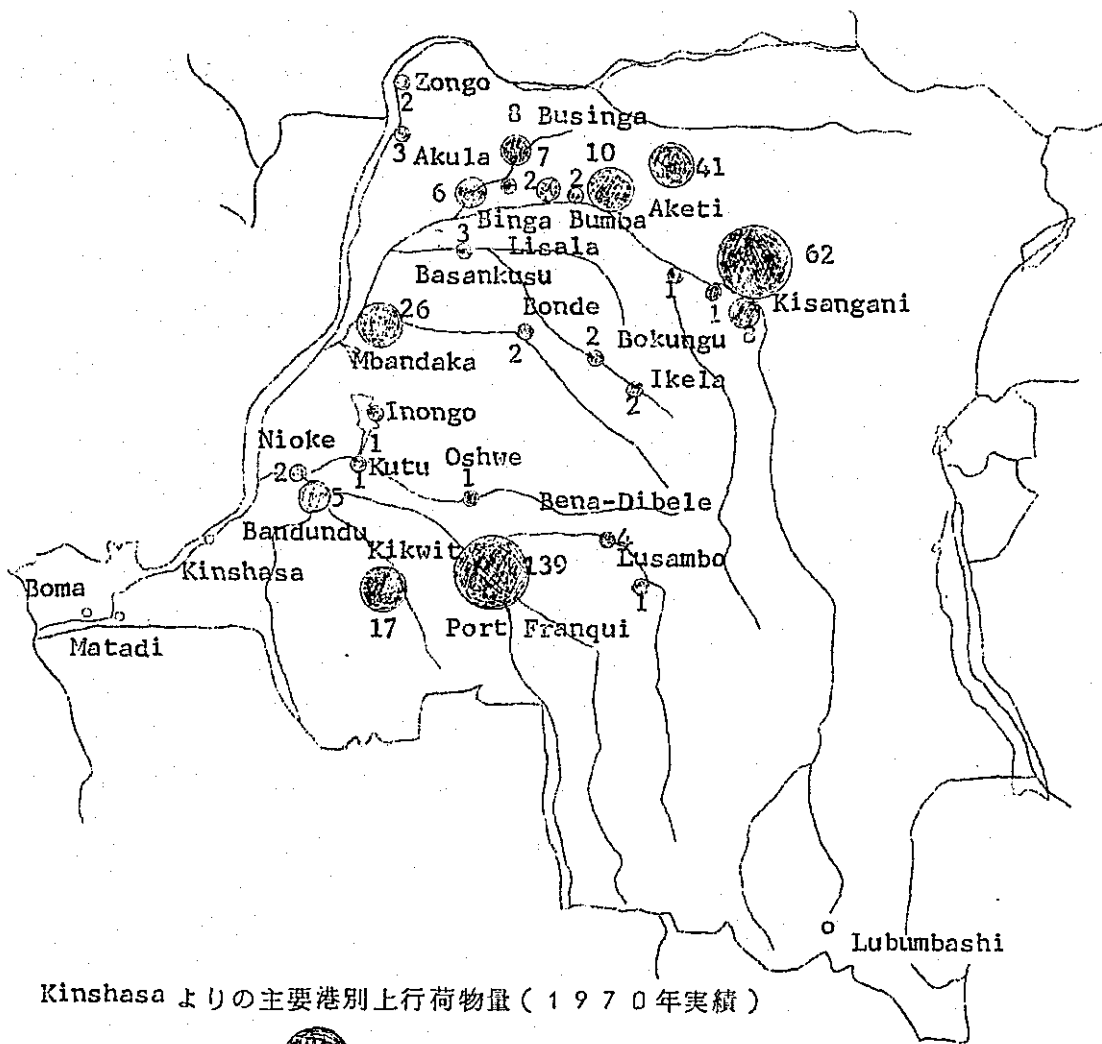 Zongo
2
8 Businga
3 Akula
7
10
41
6
2
2
Binga Bumba
Aketi
3
Lisala
62
Basankusu
1
1
Kisangani
26
Bonde
2
2
Bokungu
Mbandaka
Ikela
2
Inongo
1
Nioke
2
Kutu
1
Oshwe
1
5
Bena-Dibele
Bandundu
4
Kinshasa
Kikwit
139
Lusambo
1
Boma
17
Port Franqui
Matadi
Lubumbashi
Kinshasa よりの主要港別上行荷物量(1970年実績)